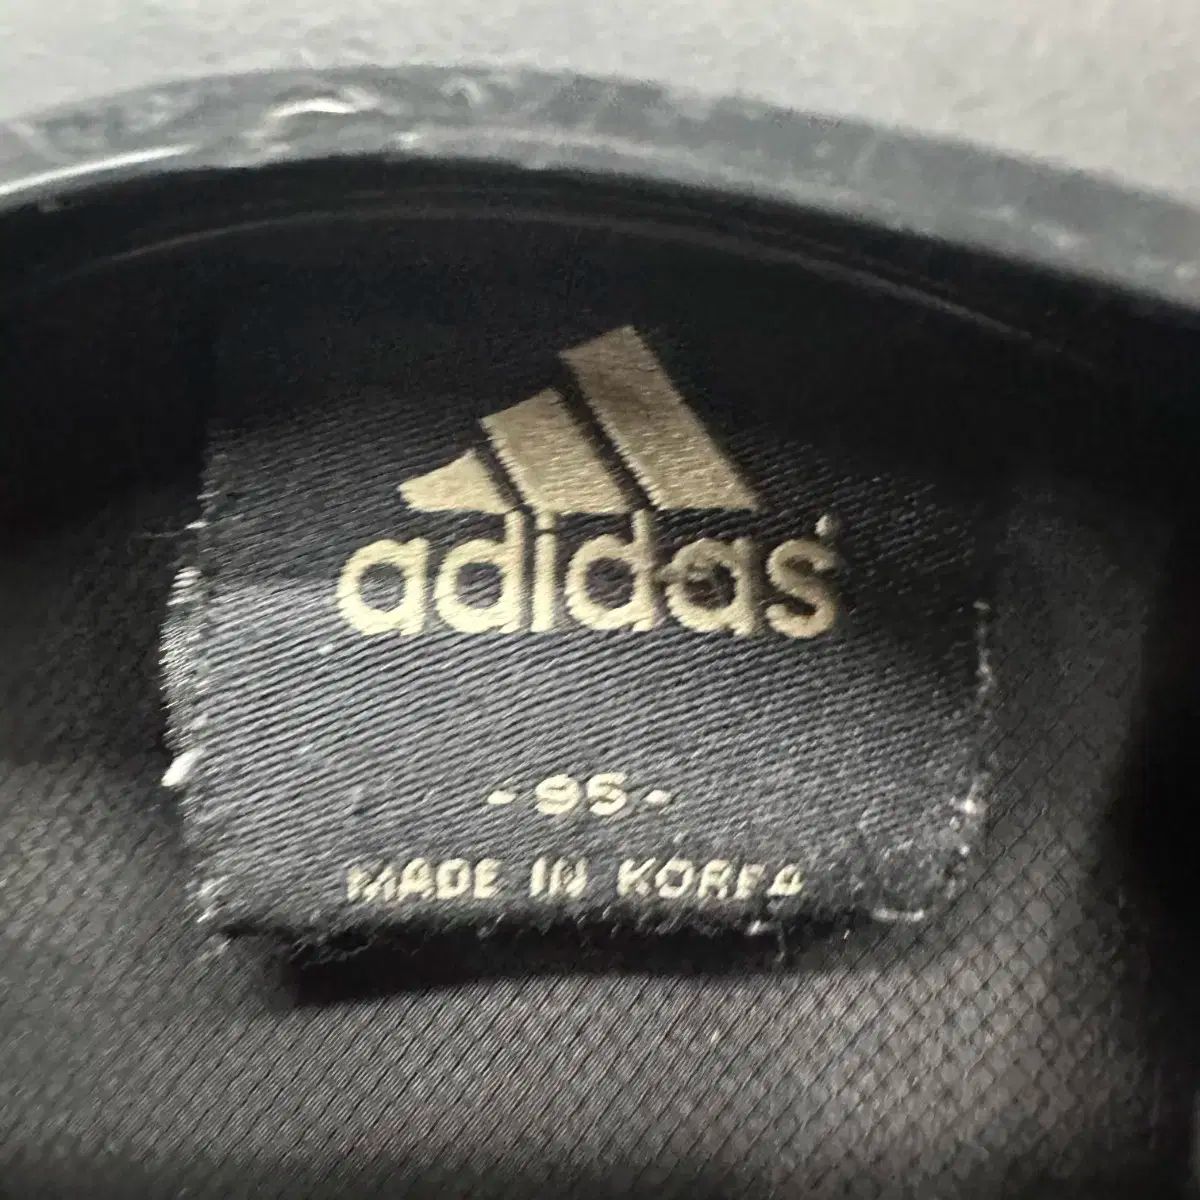 adidas
- 95 -
MADE IN KOREA